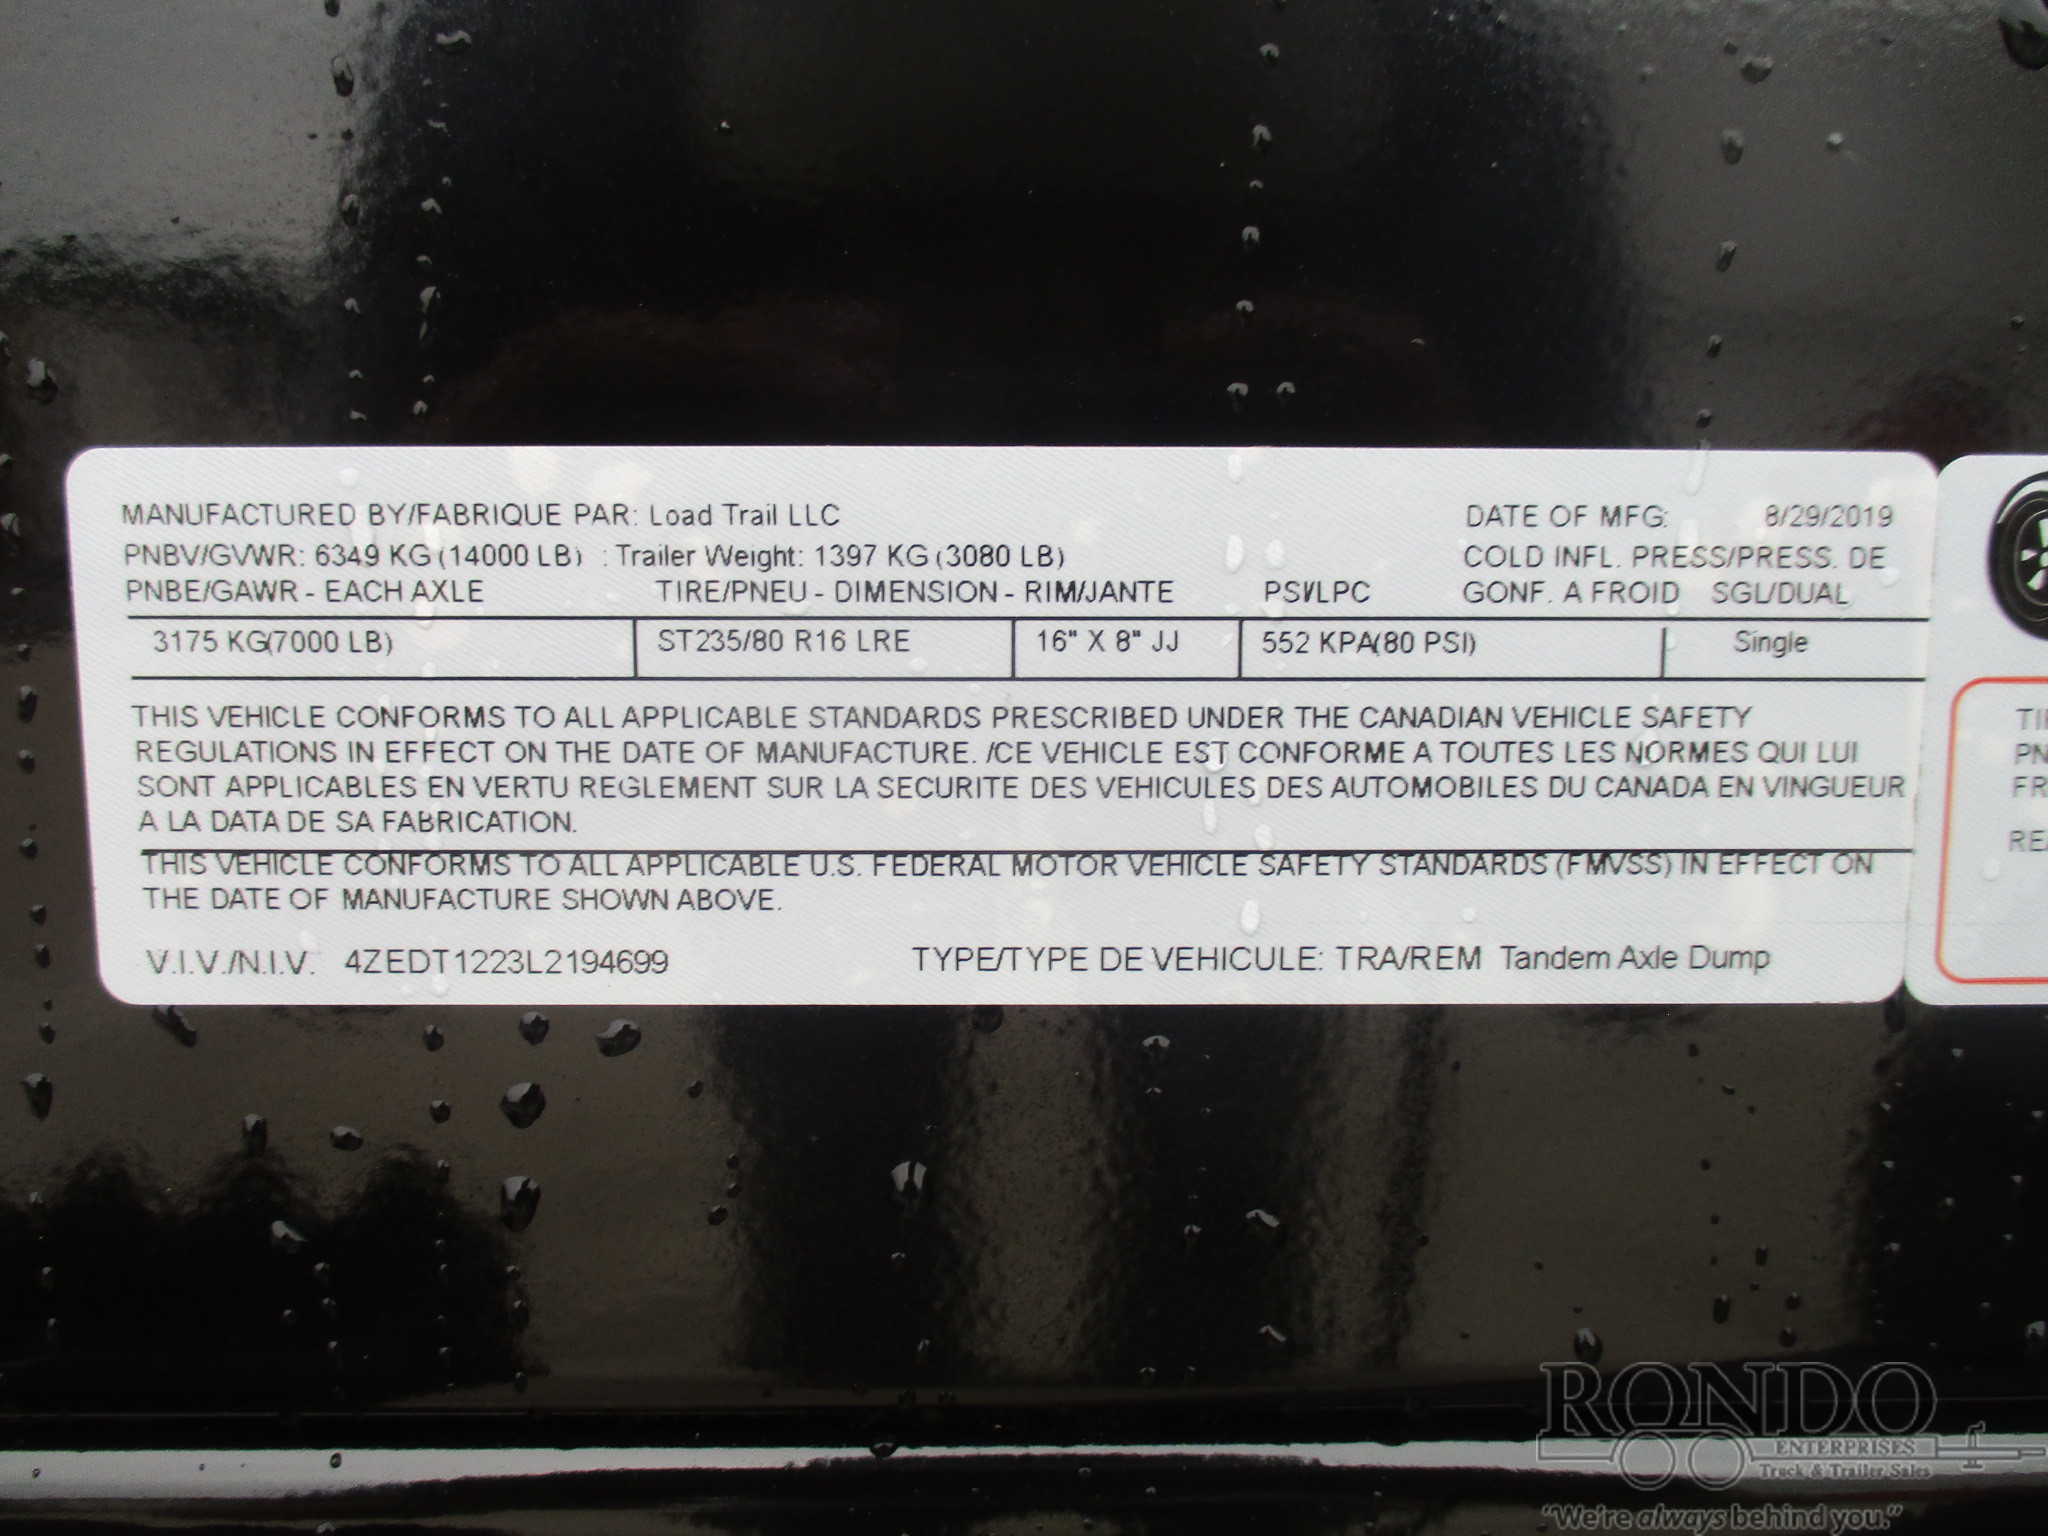 MANUFACTURED BY/FABRIQUE PAR: Load Trail LLC DATE OF MFG: 8/29/2019
PNBV/GVWR: 6349 KG (14000 LB) : Trailer Weight: 1397 KG (3080 LB) COLD INFL. PRESS/PRESS. DE
PNBE/GAWR - EACH AXLE TIRE/PNEU - DIMENSION - RIM/JANTE PSI/LPC GONF. A FROID SGL/DUAL
3175 KG(7000 LB) ST235/80 R16 LRE 16" X 8" JJ 552 KPA(80 PSI) Single
THIS VEHICLE CONFORMS TO ALL APPLICABLE STANDARDS PRESCRIBED UNDER THE CANADIAN VEHICLE SAFETY
REGULATIONS IN EFFECT ON THE DATE OF MANUFACTURE. /CE VEHICLE EST CONFORME A TOUTES LES NORMES QUI LUI
SONT APPLICABLES EN VERTU REGLEMENT SUR LA SECURITE DES VEHICULES DES AUTOMOBILES DU CANADA EN VINGUEUR
A LA DATA DE SA FABRICATION.
THIS VEHICLE CONFORMS TO ALL APPLICABLE U.S. FEDERAL MOTOR VEHICLE SAFETY STANDARDS (FMVSS) IN EFFECT ON
THE DATE OF MANUFACTURE SHOWN ABOVE.
V.I.V./N.I.V. 4ZEDT1223L2194699 TYPE/TYPE DE VEHICULE: TRA/REM Tandem Axle Dump
RONDO
ENTERPRISES
Truck & Trailer Sales
"We're always behind you."